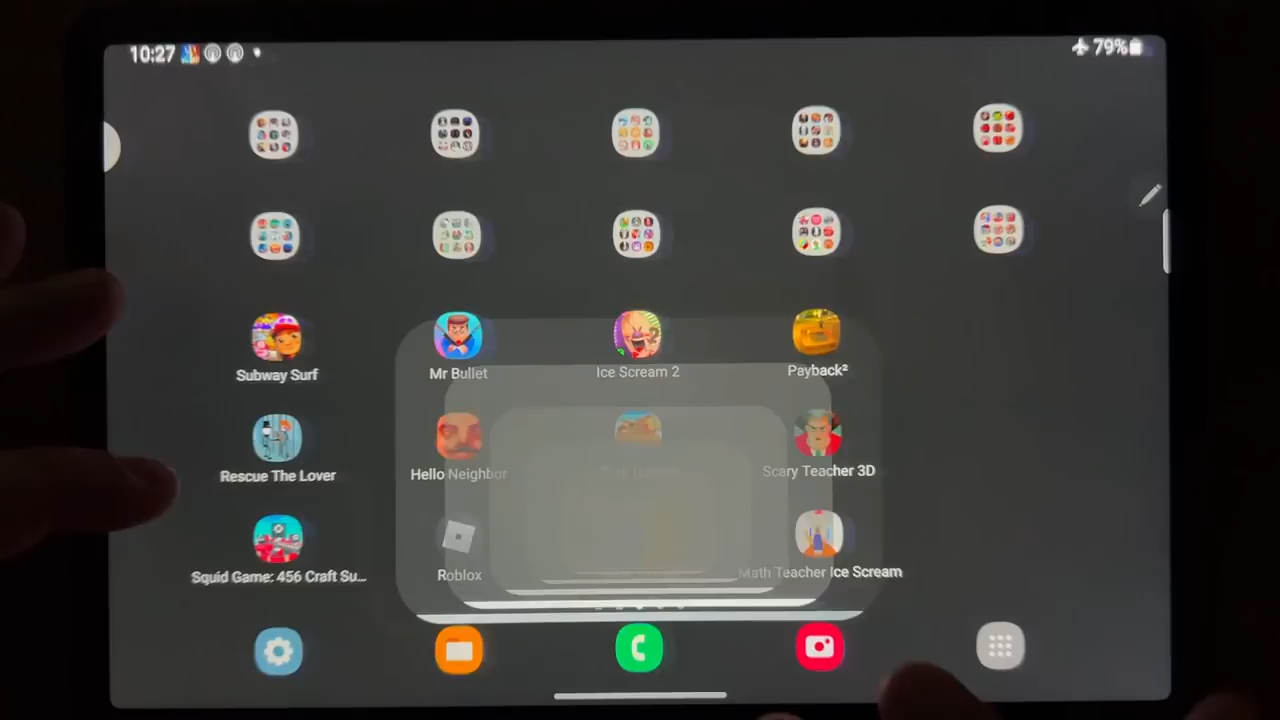 10:27
79%
Subway Surf
Mr Bullet
Ice Scream 2
Payback²
Rescue The Lover
Hello Neighbor
Scary Teacher 3D
Squid Game: 456 Craft Su...
Roblox
Math Teacher Ice Scream